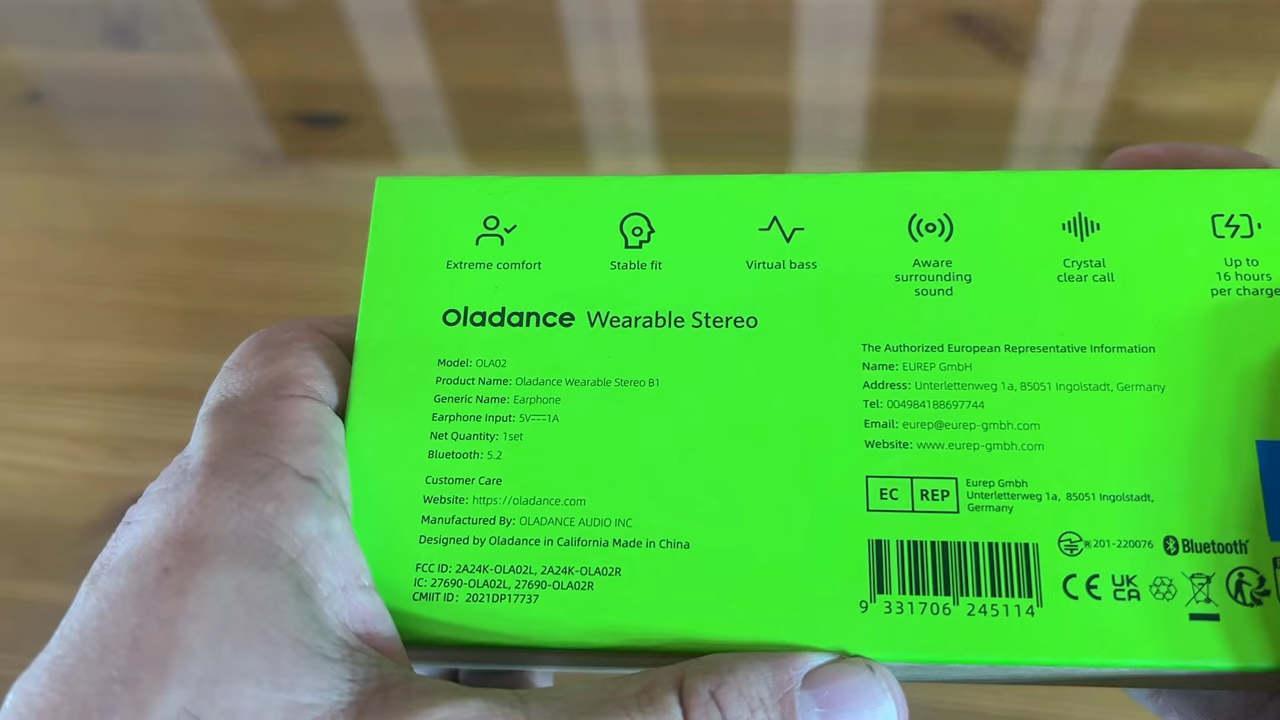 Extreme comfort
Stable fit
Virtual bass
Aware
surrounding
sound
Crystal
clear call
Up to
16 hours
per charge
oladance Wearable Stereo
Model: OLA02
Product Name: Oladance Wearable Stereo B1
Generic Name: Earphone
Earphone Input: 5V⎓1A
Net Quantity: 1set
Bluetooth: 5.2
Customer Care
Website: https://oladance.com
Manufactured By: OLADANCE AUDIO INC
Designed by Oladance in California Made in China
FCC ID: 2A24K-OLA02L, 2A24K-OLA02R
IC: 27690-OLA02L, 27690-OLA02R
CMIIT ID: 2021DP17737
The Authorized European Representative Information
Name: EUREP GmbH
Address: Unterlettenweg 1a, 85051 Ingolstadt, Germany
Tel: 004984188697744
Email: eurep@eurep-gmbh.com
Website: www.eurep-gmbh.com
EC REP
Eurep Gmbh
Unterletterweg 1a, 85051 Ingolstadt,
Germany
R 201-220076
Bluetooth
CE UK
CA
9 331706 245114